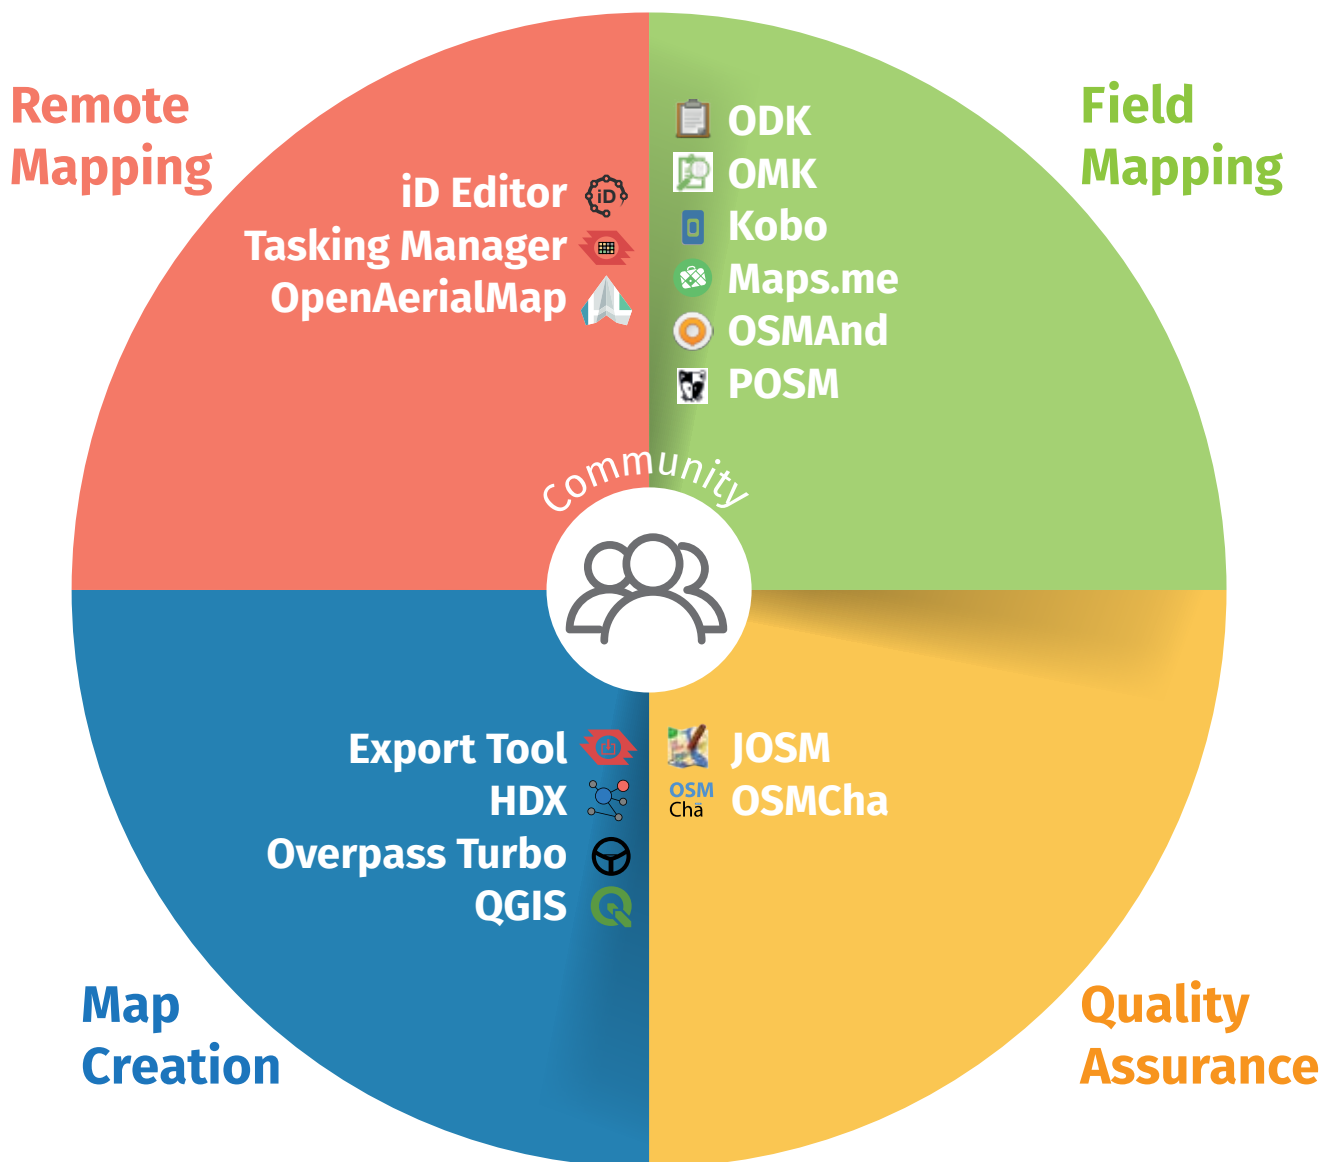 Remote
Mapping
iD Editor
iD
Tasking Manager
OpenAerialMap
Field
Mapping
ODK
OMK
Kobo
Maps.me
OSMAnd
POSM
Community
Export Tool
HDX
Overpass Turbo
QGIS
Map
Creation
JOSM
OSM
Cha
OSMCha
Quality
Assurance